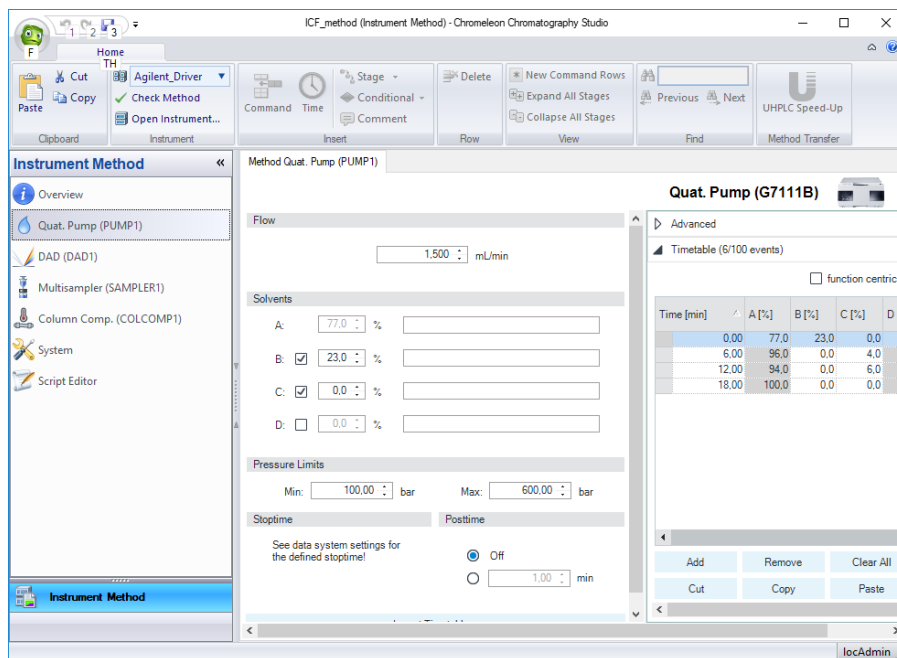 ICF_method (Instrument Method) - Chromeleon Chromatography Studio
1 2 3
F
Home
TH
Paste
Cut
Copy
Clipboard
Agilent_Driver
Check Method
Open Instrument...
Instrument
Command
Time
Stage
Conditional
Comment
Insert
Delete
Row
New Command Rows
Expand All Stages
Collapse All Stages
View
Previous Next
Find
UHPLC Speed-Up
Method Transfer
Instrument Method «
Overview
Quat. Pump (PUMP1)
DAD (DAD1)
Multisampler (SAMPLER1)
Column Comp. (COLCOMP1)
System
Script Editor
Instrument Method
Method Quat. Pump (PUMP1)
Quat. Pump (G7111B)
Flow
1,500 mL/min
Solvents
A: 77,0 %
B: 23,0 %
C: 0,0 %
D: 0,0 %
Pressure Limits
Min: 100,00 bar Max: 600,00 bar
Stoptime Posttime
See data system settings for
the defined stoptime!
Off
1,00 min
Advanced
Timetable (6/100 events)
function centric
Time [min] A [%] B [%] C [%] D
0,00 77,0 23,0 0,0
6,00 96,0 0,0 4,0
12,00 94,0 0,0 6,0
18,00 100,0 0,0 0,0
Add Remove Clear All
Cut Copy Paste
locAdmin